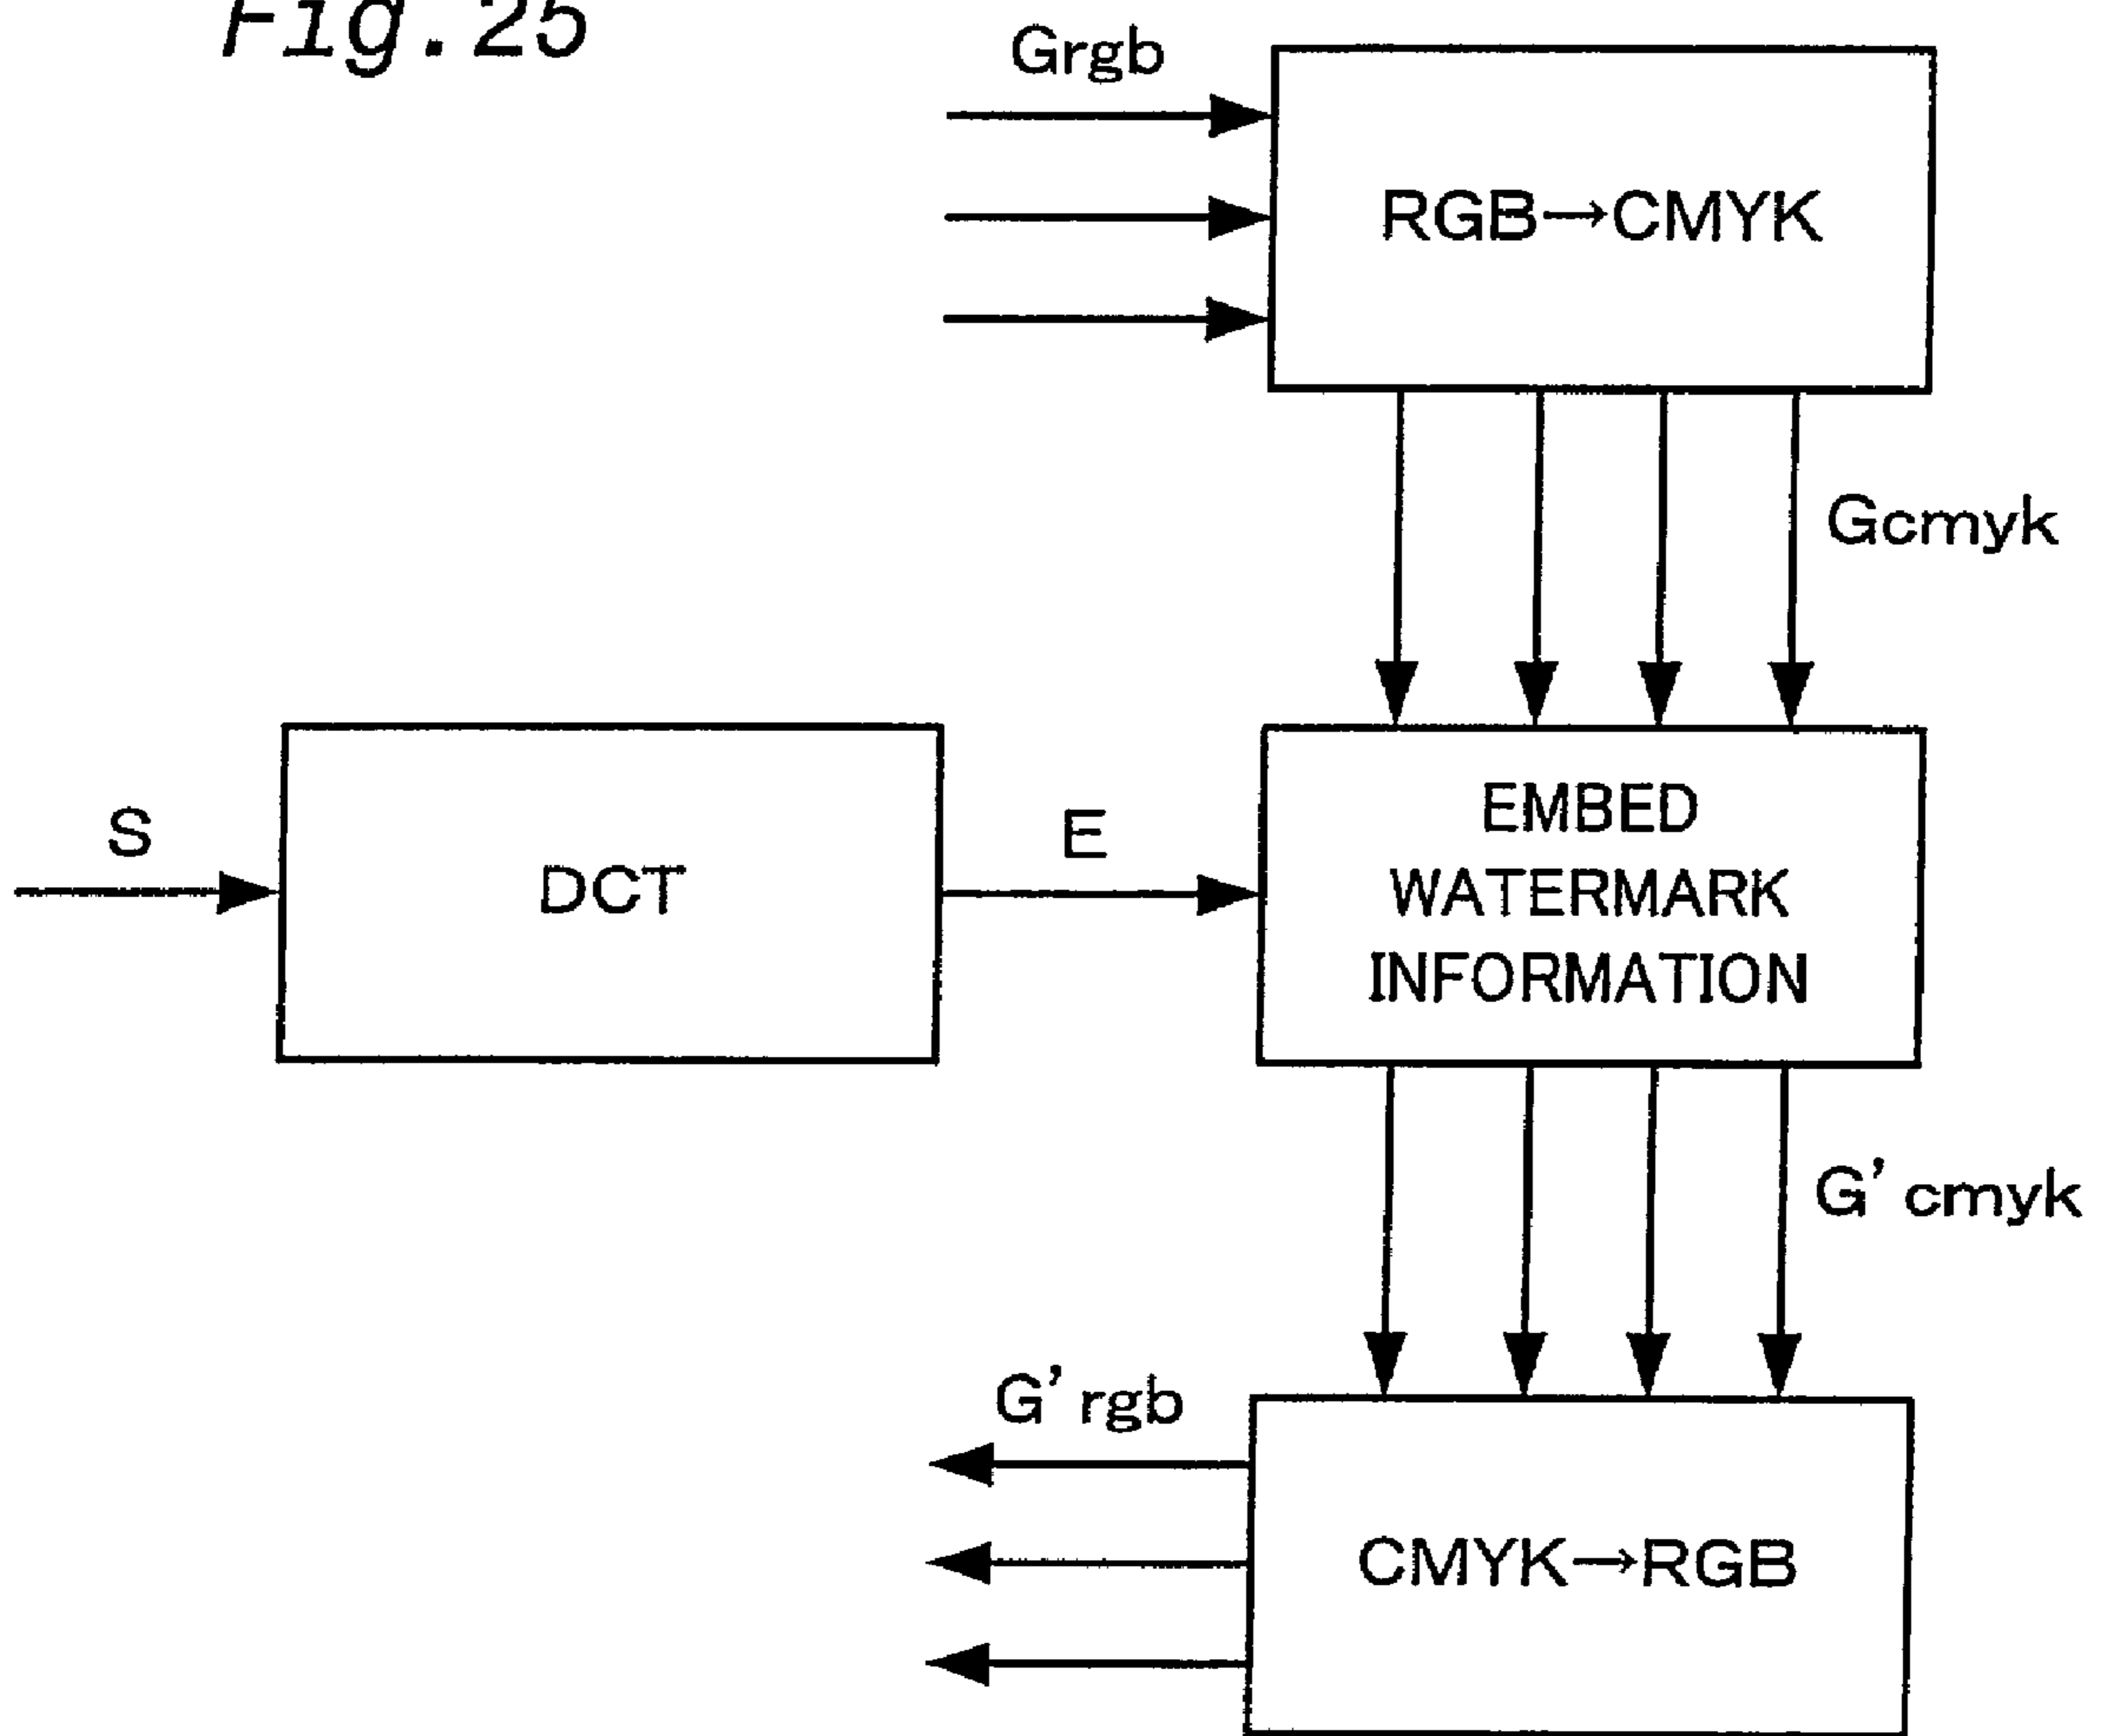 Fig. 25
Grgb
RGB→CMYK
Gcmyk
S
DCT
E
EMBED
WATERMARK
INFORMATION
G' cmyk
G' rgb
CMYK→RGB